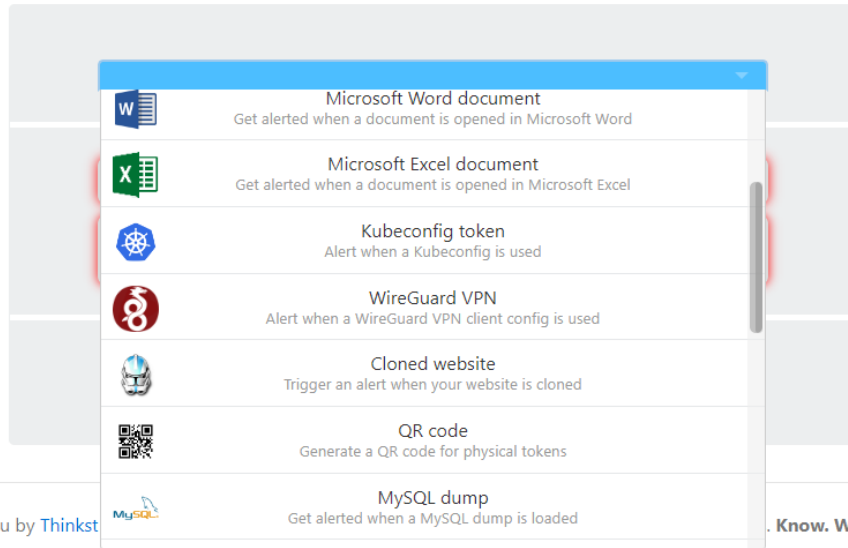 W
Microsoft Word document
Get alerted when a document is opened in Microsoft Word
X
Microsoft Excel document
Get alerted when a document is opened in Microsoft Excel
Kubeconfig token
Alert when a Kubeconfig is used
WireGuard VPN
Alert when a WireGuard VPN client config is used
Cloned website
Trigger an alert when your website is cloned
QR code
Generate a QR code for physical tokens
MySQL
MySQL dump
Get alerted when a MySQL dump is loaded
u by Thinkst
. Know. W